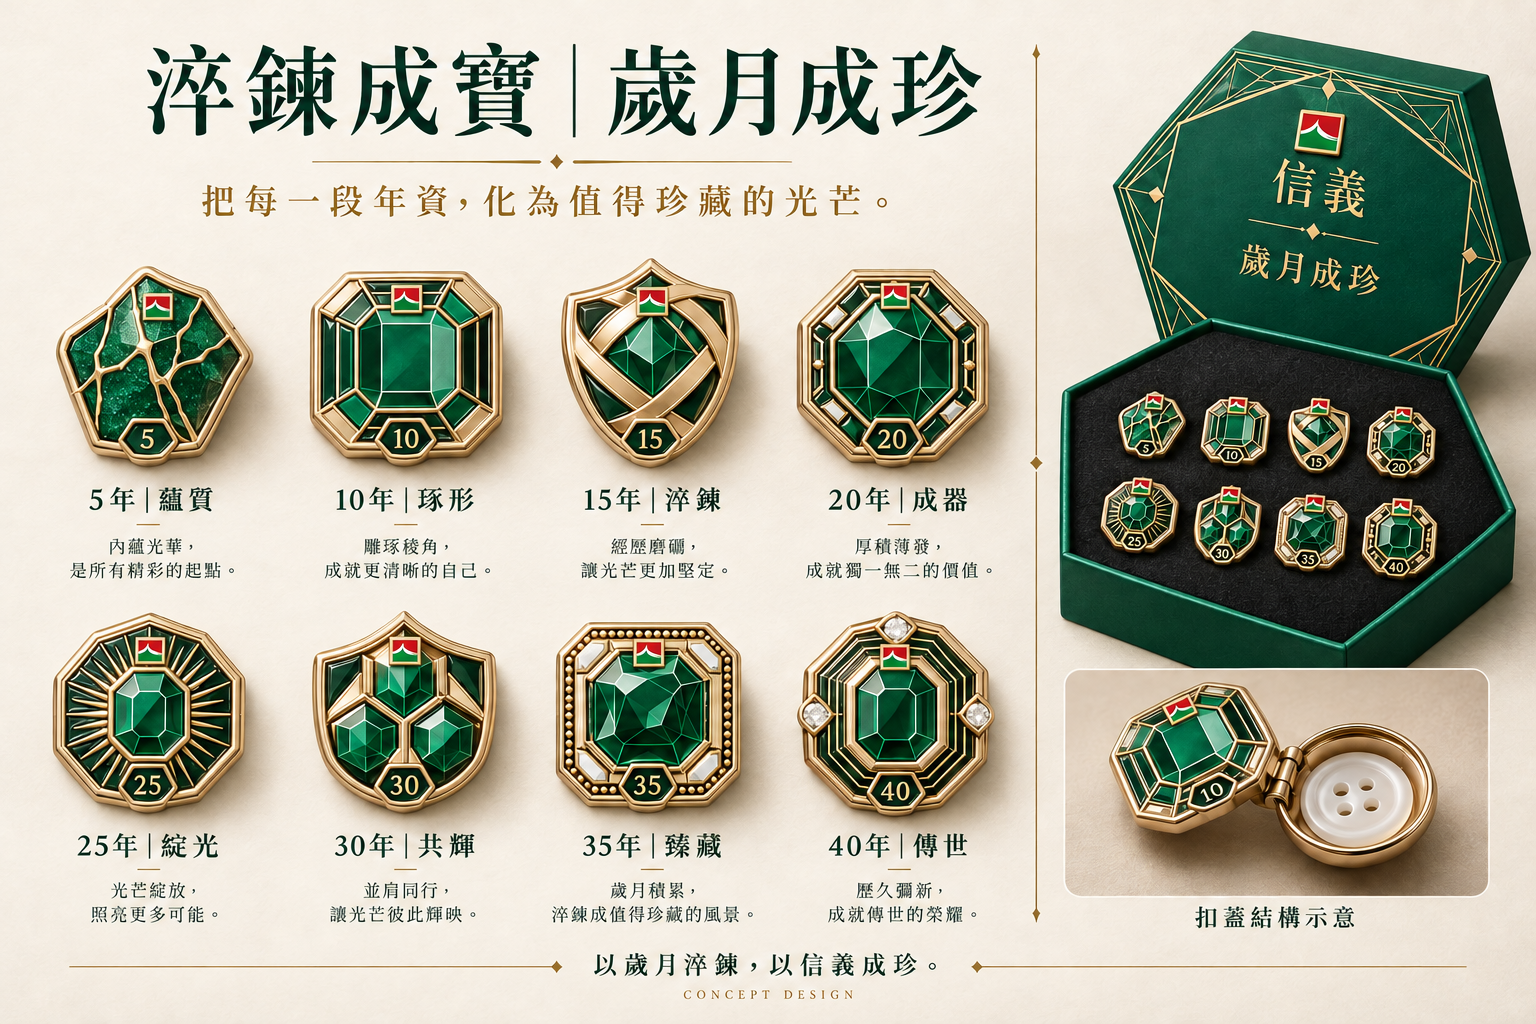 淬鍊成寶｜歲月成珍
把每一段年資，化為值得珍藏的光芒。
5
10
15
20
5年｜蘊質
10年｜琢形
15年｜淬鍊
20年｜成器
內蘊光華，
是所有精彩的起點。
雕琢稜角，
成就更清晰的自己。
經歷磨礪，
讓光芒更加堅定。
厚積薄發，
成就獨一無二的價值。
25
30
35
40
25年｜綻光
30年｜共輝
35年｜臻藏
40年｜傳世
光芒綻放，
照亮更多可能。
並肩同行，
讓光芒彼此輝映。
歲月積累，
淬鍊成值得珍藏的風景。
歷久彌新，
成就傳世的榮耀。
信義
歲月成珍
5
10
15
20
25
30
35
40
10
扣蓋結構示意
以歲月淬鍊，以信義成珍。
CONCEPT DESIGN